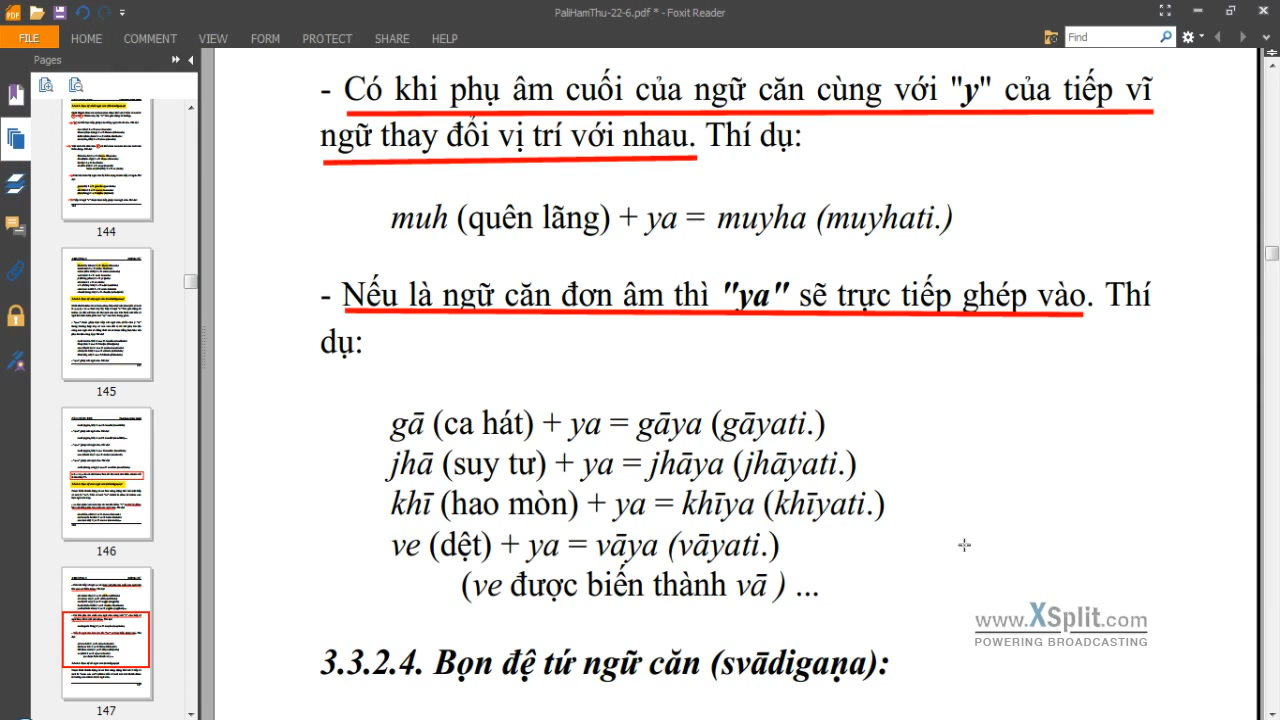 PaliHamThu-22-6.pdf * - Foxit Reader
FILE HOME COMMENT VIEW FORM PROTECT SHARE HELP
Find
Pages
144
145
146
147
- Có khi phụ âm cuối của ngữ căn cùng với "y" của tiếp vĩ
ngữ thay đổi vị trí với nhau. Thí dụ:
muh (quên lãng) + ya = muyha (muyhati.)
- Nếu là ngữ căn đơn âm thì "ya" sẽ trực tiếp ghép vào. Thí
dụ:
gā (ca hát) + ya = gāya (gāyati.)
jhā (suy tư) + ya = jhāya (jhāyati.)
khī (hao mòn) + ya = khīya (khīyati.)
ve (dệt) + ya = vāya (vāyati.)
(ve được biến thành vā ) ...
www.XSplit.com
POWERING BROADCASTING
3.3.2.4. Bọn đệ tứ ngữ căn (svādigaṇa):